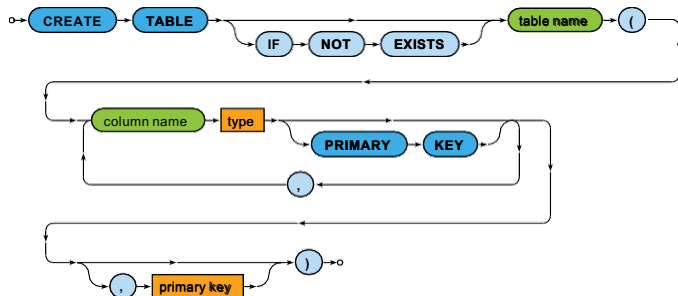 CREATE TABLE table name (
IF NOT EXISTS
column name type
PRIMARY KEY
,
)
, primary key